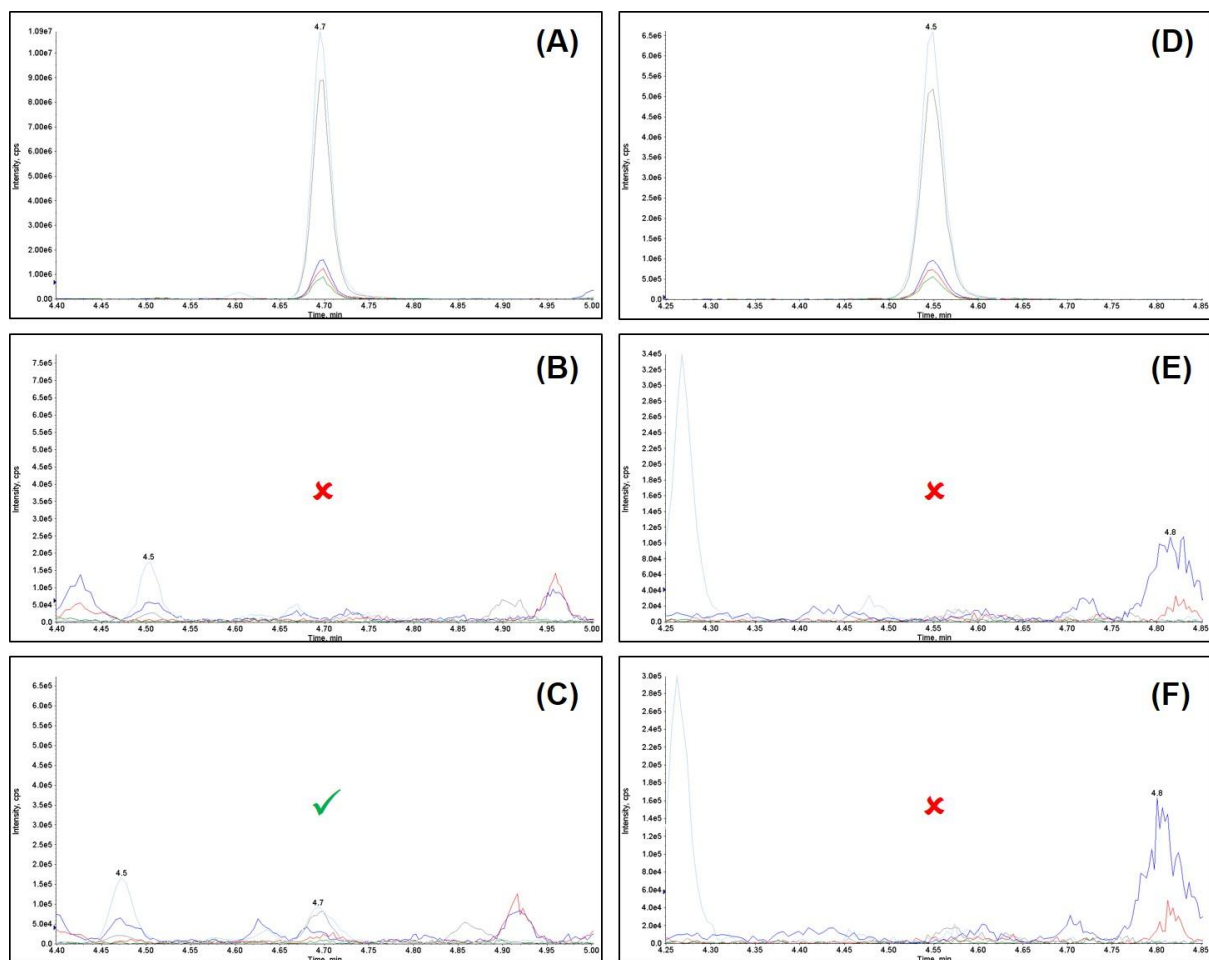 (A)
4.7
1.09e7
1.00e7
9.00e6
8.00e6
7.00e6
6.00e6
5.00e6
4.00e6
3.00e6
2.00e6
1.00e6
0.00
Intensity, cps
4.40 4.45 4.50 4.55 4.60 4.65 4.70 4.75 4.80 4.85 4.90 4.95 5.00
Time, min
(D)
4.5
6.5e6
6.0e6
5.5e6
5.0e6
4.5e6
4.0e6
3.5e6
3.0e6
2.5e6
2.0e6
1.5e6
1.0e6
5.0e5
0.0
Intensity, cps
4.25 4.30 4.35 4.40 4.45 4.50 4.55 4.60 4.65 4.70 4.75 4.80 4.85
Time, min
(B)
7.5e5
7.0e5
6.5e5
6.0e5
5.5e5
5.0e5
4.5e5
4.0e5
3.5e5
3.0e5
2.5e5
2.0e5
1.5e5
1.0e5
5.0e4
0.0
4.5
Intensity, cps
4.40 4.45 4.50 4.55 4.60 4.65 4.70 4.75 4.80 4.85 4.90 4.95 5.00
Time, min
(E)
3.4e5
3.2e5
3.0e5
2.8e5
2.6e5
2.4e5
2.2e5
2.0e5
1.8e5
1.6e5
1.4e5
1.2e5
1.0e5
8.0e4
6.0e4
4.0e4
2.0e4
0.0
4.8
Intensity, cps
4.25 4.30 4.35 4.40 4.45 4.50 4.55 4.60 4.65 4.70 4.75 4.80 4.85
Time, min
(C)
6.5e5
6.0e5
5.5e5
5.0e5
4.5e5
4.0e5
3.5e5
3.0e5
2.5e5
2.0e5
1.5e5
1.0e5
5.0e4
0.0
4.5
4.7
Intensity, cps
4.40 4.45 4.50 4.55 4.60 4.65 4.70 4.75 4.80 4.85 4.90 4.95 5.00
Time, min
(F)
3.0e5
2.8e5
2.6e5
2.4e5
2.2e5
2.0e5
1.8e5
1.6e5
1.4e5
1.2e5
1.0e5
8.0e4
6.0e4
4.0e4
2.0e4
0.0
4.8
Intensity, cps
4.25 4.30 4.35 4.40 4.45 4.50 4.55 4.60 4.65 4.70 4.75 4.80 4.85
Time, min